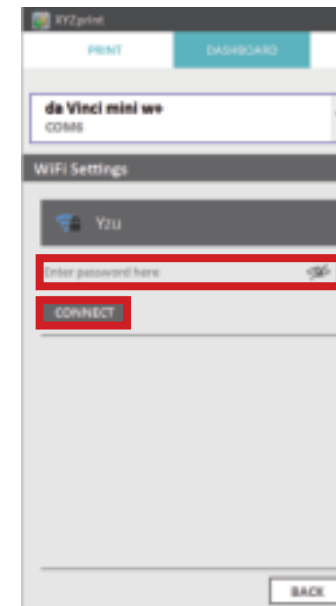 XYZprint
PRINT DASHBOARD
da Vinci mini w+
COM6
WiFi Settings
Yzu
Enter password here
CONNECT
BACK